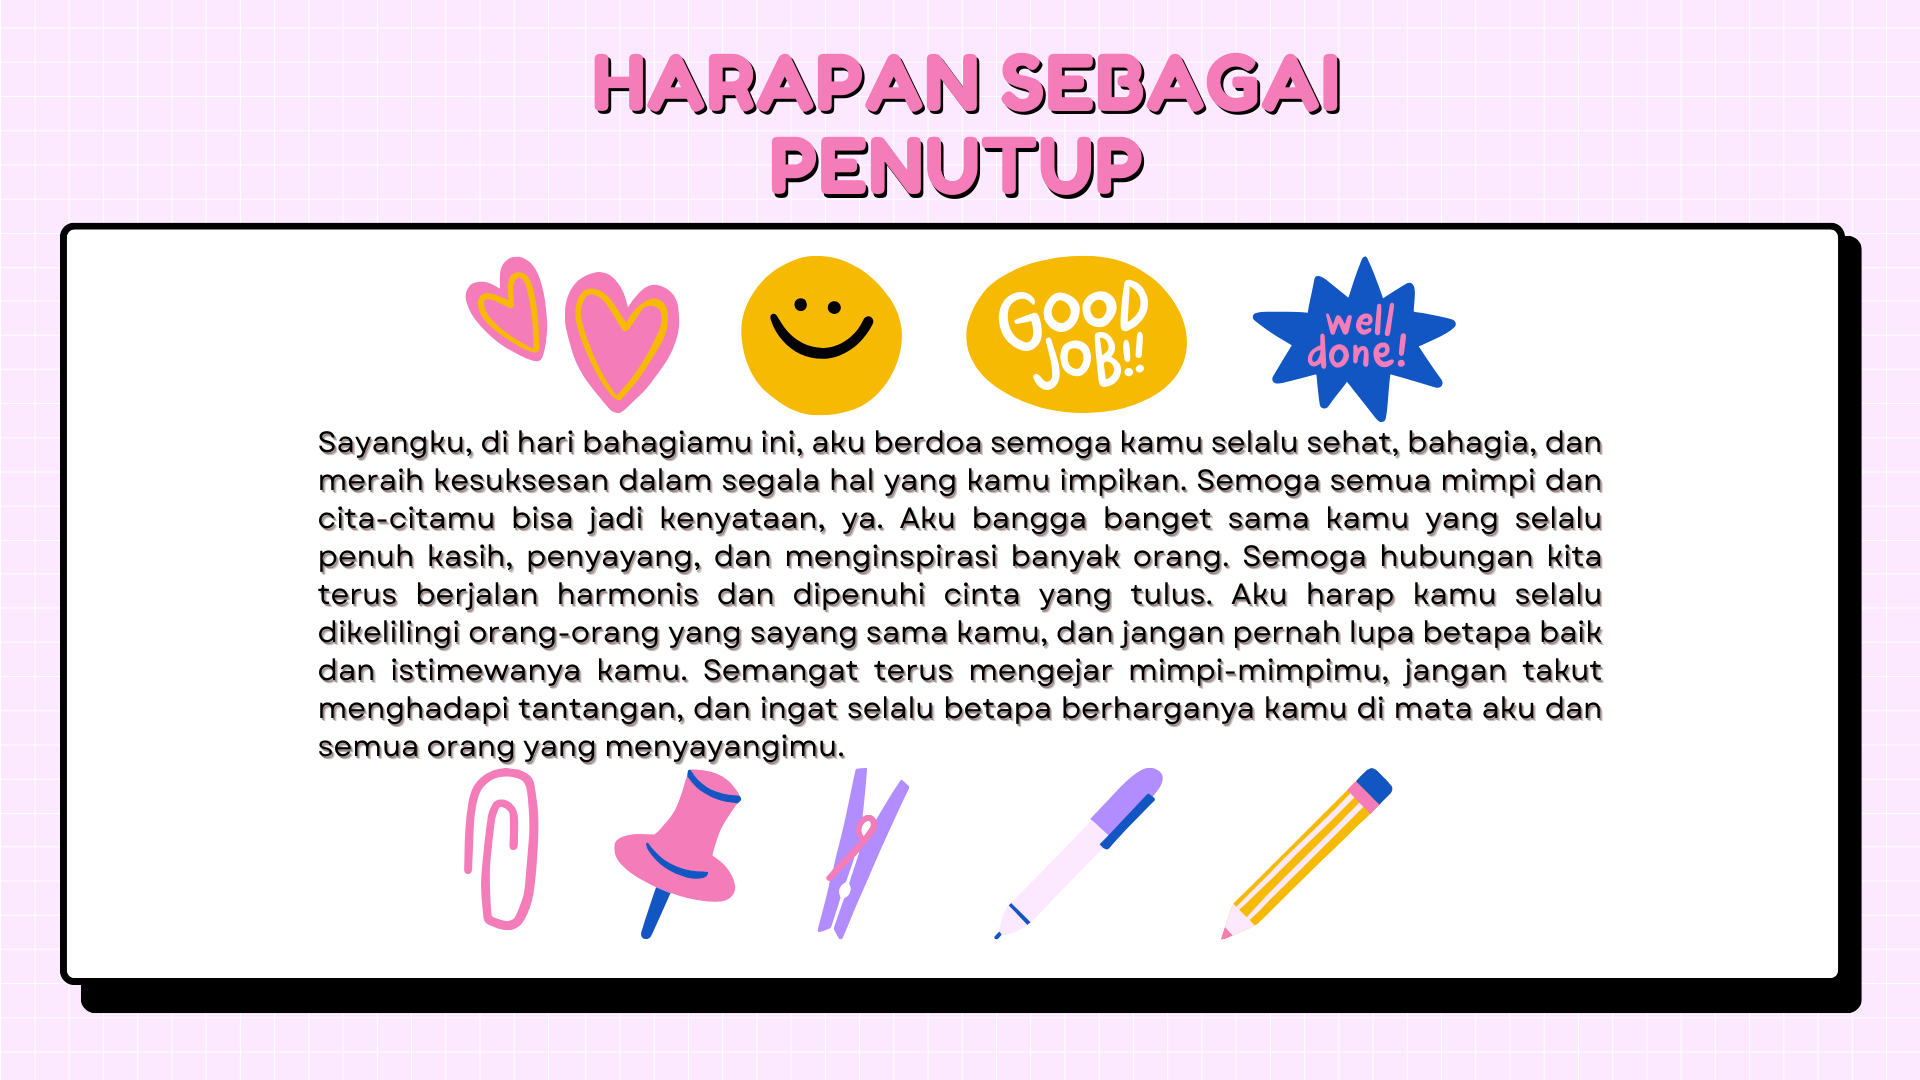 HARAPAN SEBAGAI
PENUTUP
GOOD
JOB!!
well
done!
Sayangku, di hari bahagiamu ini, aku berdoa semoga kamu selalu sehat, bahagia, dan
meraih kesuksesan dalam segala hal yang kamu impikan. Semoga semua mimpi dan
cita-citamu bisa jadi kenyataan, ya. Aku bangga banget sama kamu yang selalu
penuh kasih, penyayang, dan menginspirasi banyak orang. Semoga hubungan kita
terus berjalan harmonis dan dipenuhi cinta yang tulus. Aku harap kamu selalu
dikelilingi orang-orang yang sayang sama kamu, dan jangan pernah lupa betapa baik
dan istimewanya kamu. Semangat terus mengejar mimpi-mimpimu, jangan takut
menghadapi tantangan, dan ingat selalu betapa berharganya kamu di mata aku dan
semua orang yang menyayangimu.